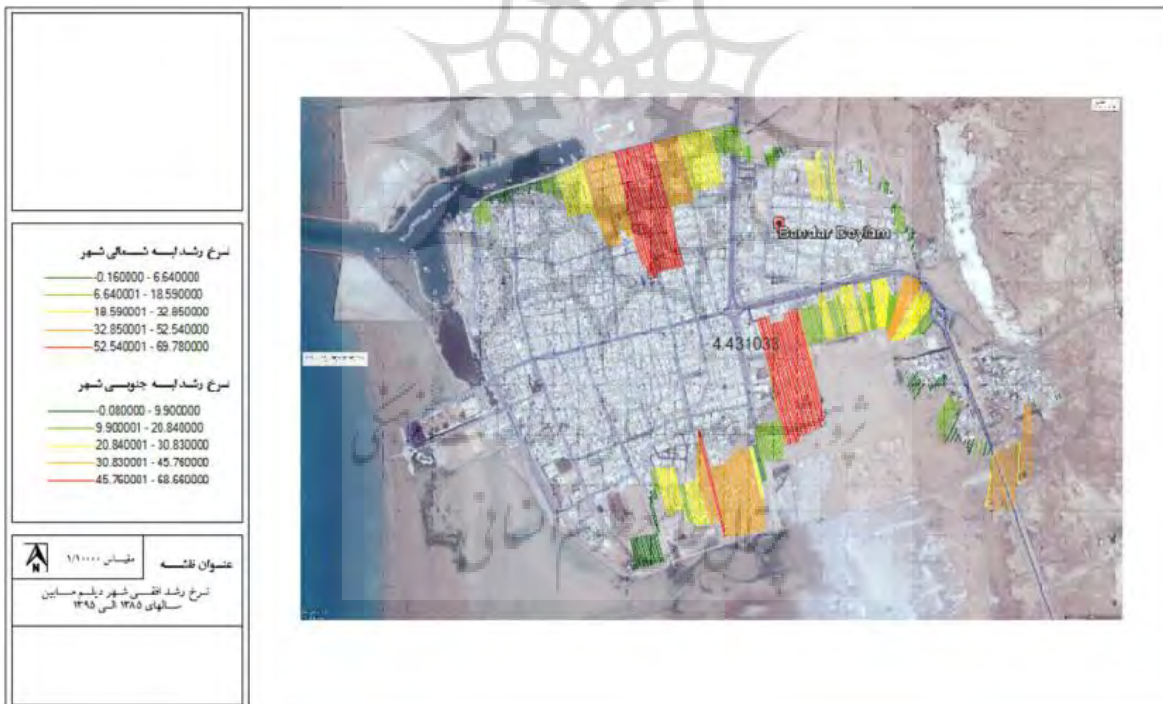 نرخ رشد لبه شمالی شهر
-0.160000 - 6.640000
6.640001 - 18.590000
18.590001 - 32.850000
32.850001 - 52.540000
52.540001 - 69.780000
نرخ رشد لبه جنوبی شهر
-0.080000 - 9.900000
9.900001 - 20.840000
20.840001 - 30.830000
30.830001 - 45.760000
45.760001 - 68.660000
عنوان نقشه
مقیاس ۱/۱۰۰۰۰
N
نرخ رشد افقی شهر دیلم مابین
سالهای ۱۳۸۵ الی ۱۳۹۵
Bandar Deylam
4.431033